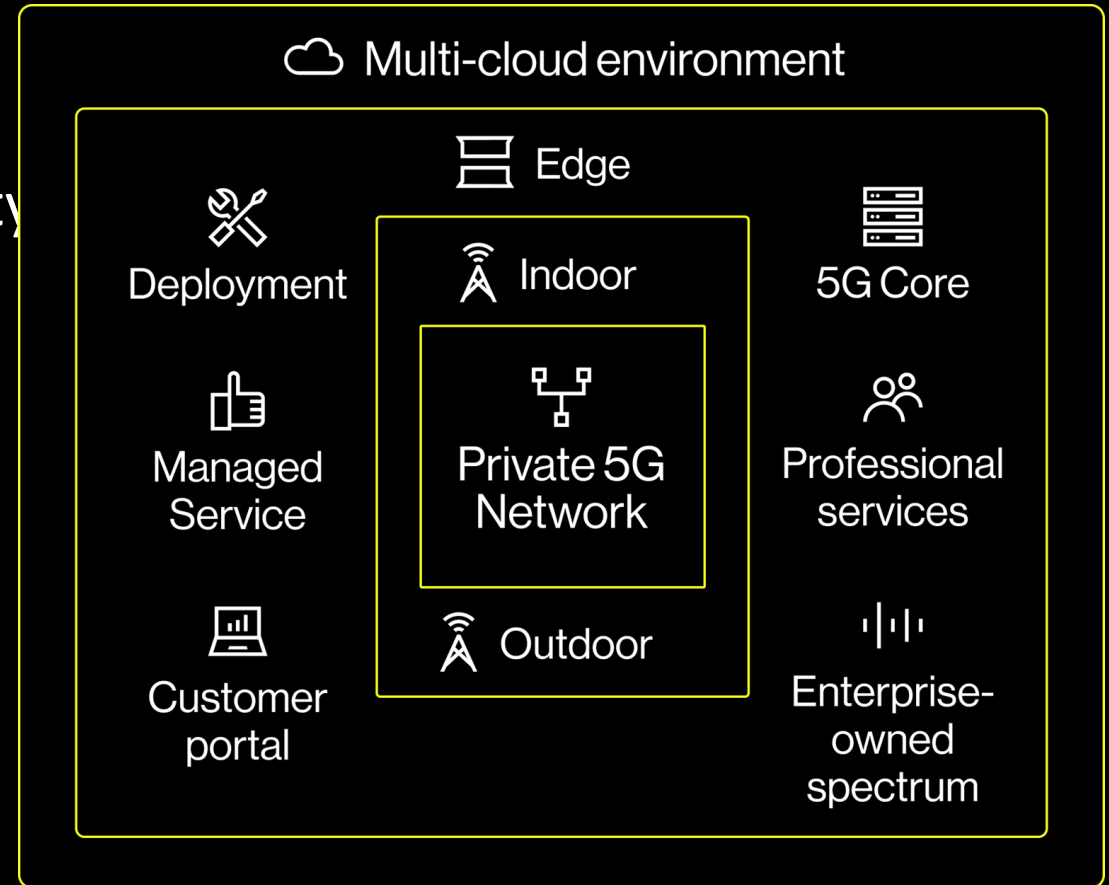 Multi-cloud environment
Edge
Deployment
Indoor
5G Core
Private 5G
Network
Managed
Service
Professional
services
Outdoor
Customer
portal
Enterprise-
owned
spectrum